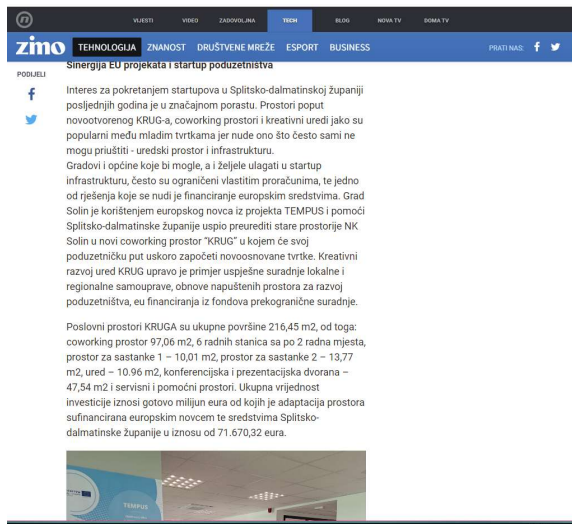 VIJESTI VIDEO ZADOVOLJNA TECH BLOG NOVA TV DOMA TV
zimo TEHNOLOGIJA ZNANOST DRUŠTVENE MREŽE ESPORT BUSINESS PRATI NAS:
PODIJELI
Sinergija EU projekata i startup poduzetništva
Interes za pokretanjem startupova u Splitsko-dalmatinskoj županiji
posljednjih godina je u značajnom porastu. Prostori poput
novootvorenog KRUG-a, coworking prostori i kreativni uredi jako su
popularni među mladim tvrtkama jer nude ono što često sami ne
mogu priuštiti - uredski prostor i infrastrukturu.
Gradovi i općine koje bi mogle, a i željele ulagati u startup
infrastrukturu, često su ograničeni vlastitim proračunima, te jedno
od rješenja koje se nudi je financiranje europskim sredstvima. Grad
Solin je korištenjem europskog novca iz projekta TEMPUS i pomoći
Splitsko-dalmatinske županije uspio preurediti stare prostorije NK
Solin u novi coworking prostor “KRUG” u kojem će svoj
poduzetničku put uskoro započeti novoosnovane tvrtke. Kreativni
razvoj ured KRUG upravo je primjer uspješne suradnje lokalne i
regionalne samouprave, obnove napuštenih prostora za razvoj
poduzetništva, eu financiranja iz fondova prekogranične suradnje.
Poslovni prostori KRUGA su ukupne površine 216,45 m2, od toga:
coworking prostor 97,06 m2, 6 radnih stanica sa po 2 radna mjesta,
prostor za sastanke 1 – 10,01 m2, prostor za sastanke 2 – 13,77
m2, ured – 10.96 m2, konferencijska i prezentacijska dvorana –
47,54 m2 i servisni i pomoćni prostori. Ukupna vrijednost
investicije iznosi gotovo milijun eura od kojih je adaptacija prostora
sufinancirana europskim novcem te sredstvima Splitsko-
dalmatinske županije u iznosu od 71.670,32 eura.
TEMPUS